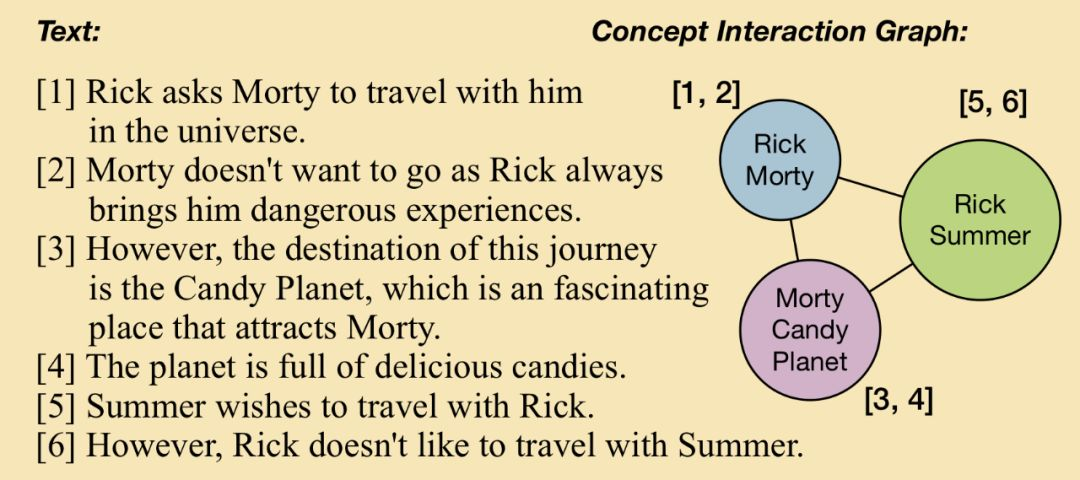 Text:
[1] Rick asks Morty to travel with him
in the universe.
[2] Morty doesn't want to go as Rick always
brings him dangerous experiences.
[3] However, the destination of this journey
is the Candy Planet, which is an fascinating
place that attracts Morty.
[4] The planet is full of delicious candies.
[5] Summer wishes to travel with Rick.
[6] However, Rick doesn't like to travel with Summer.
Concept Interaction Graph:
[1, 2]
Rick
Morty
[5, 6]
Rick
Summer
Morty
Candy
Planet
[3, 4]